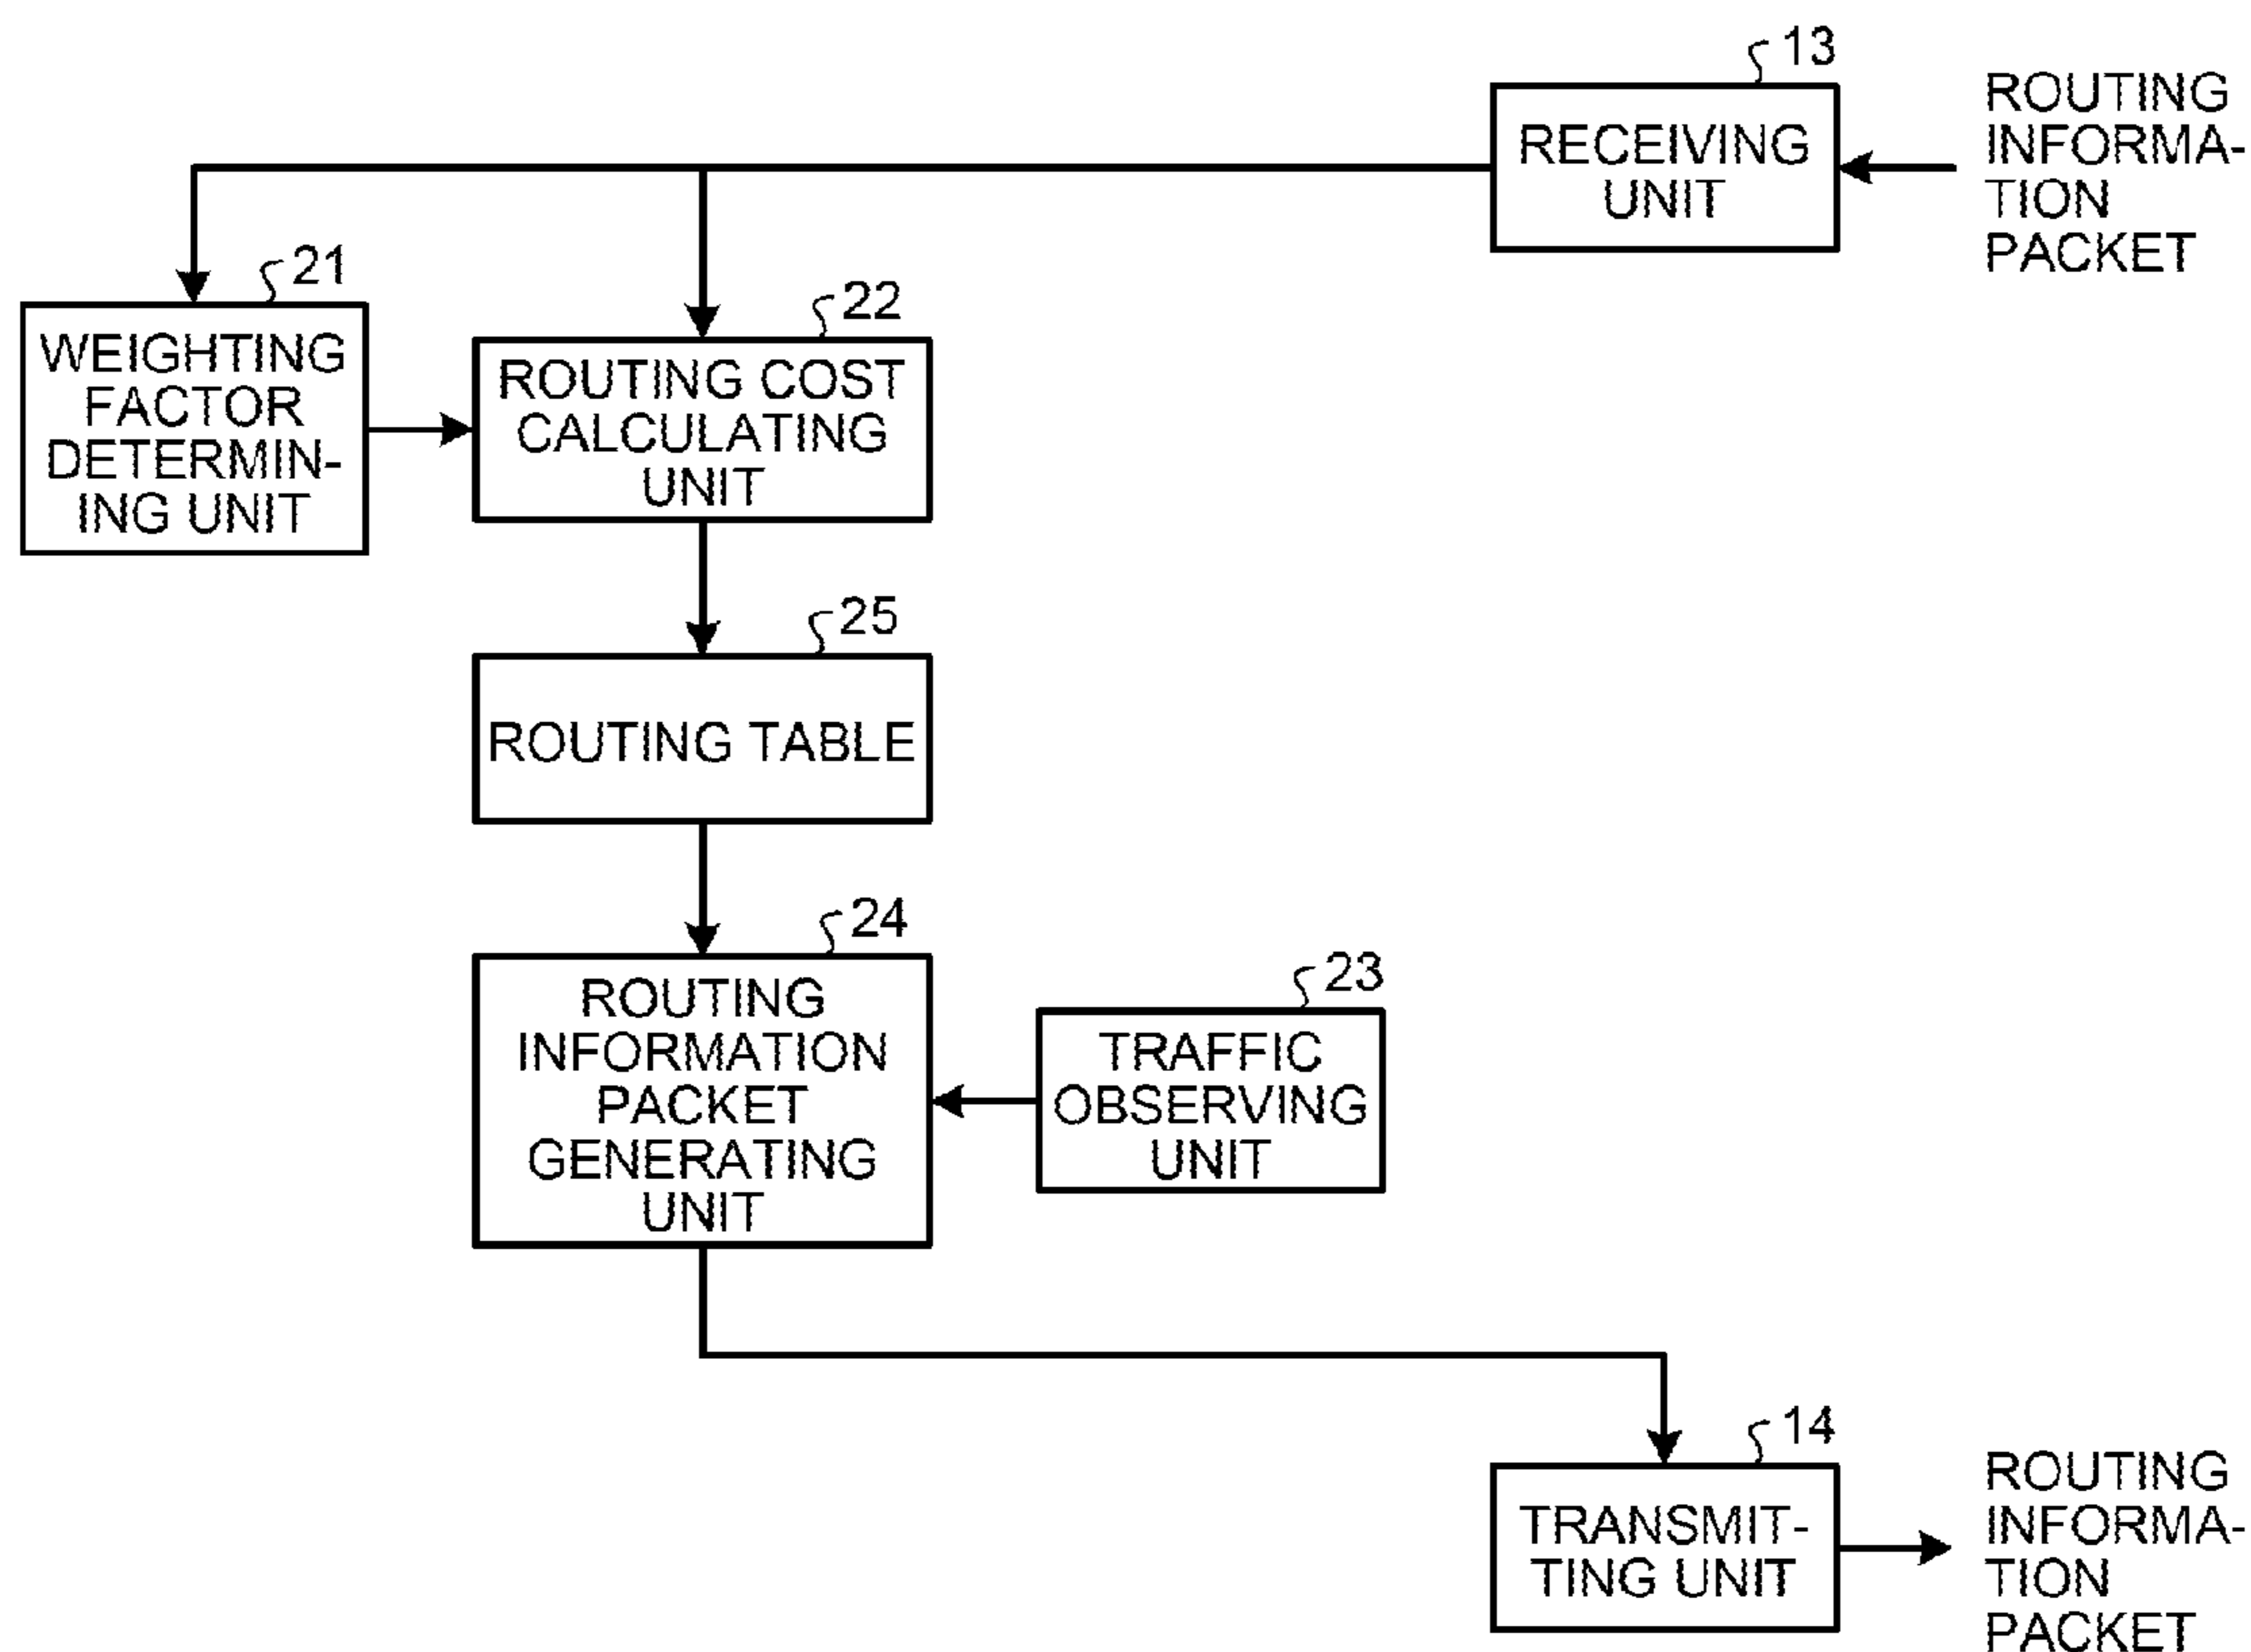 13
RECEIVING
UNIT
ROUTING
INFORMA-
TION
PACKET
21
WEIGHTING
FACTOR
DETERMIN-
ING UNIT
22
ROUTING COST
CALCULATING
UNIT
25
ROUTING TABLE
24
ROUTING
INFORMATION
PACKET
GENERATING
UNIT
23
TRAFFIC
OBSERVING
UNIT
14
TRANSMIT-
TING UNIT
ROUTING
INFORMA-
TION
PACKET